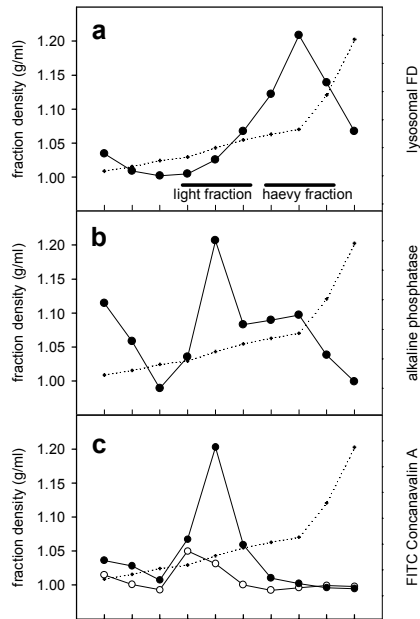 a
fraction density (g/ml)
1.20
1.15
1.10
1.05
1.00
light fraction
haevy fraction
lysosomal FD
b
fraction density (g/ml)
1.20
1.15
1.10
1.05
1.00
alkaline phosphatase
c
fraction density (g/ml)
1.20
1.15
1.10
1.05
1.00
FITC Concanavalin A